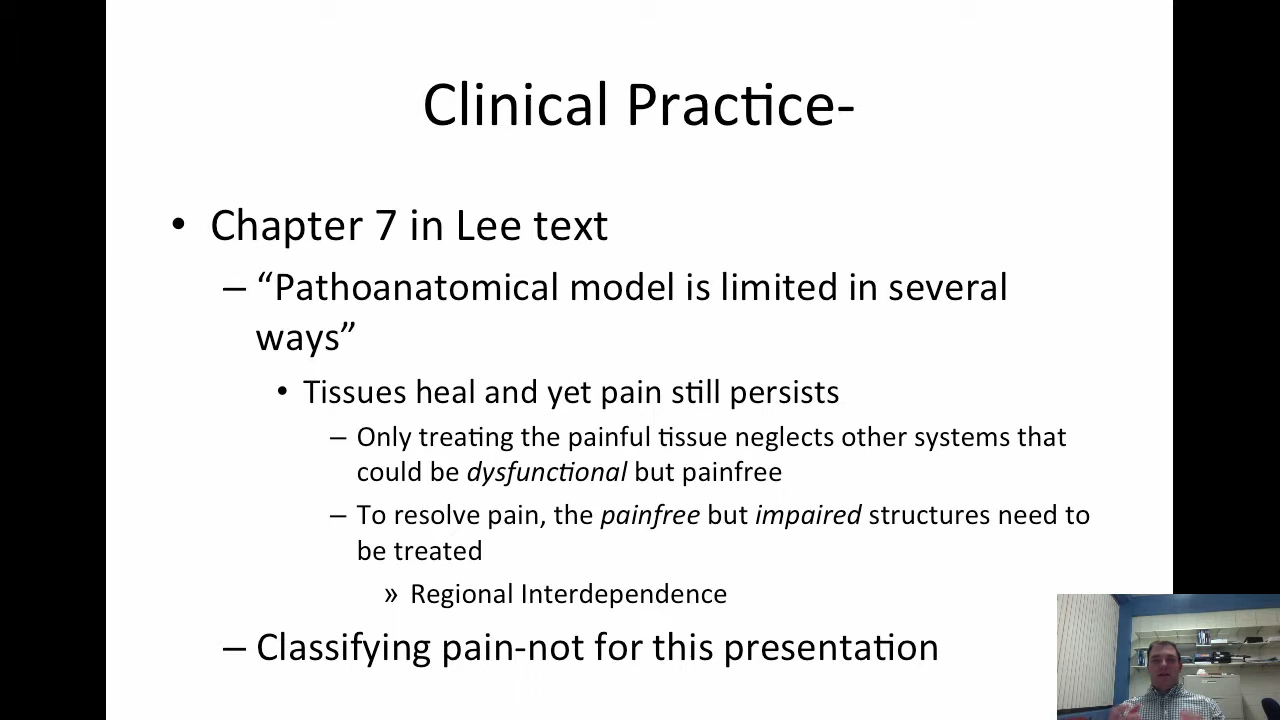 Clinical Practice-
• Chapter 7 in Lee text
– “Pathoanatomical model is limited in several
ways”
• Tissues heal and yet pain still persists
– Only treating the painful tissue neglects other systems that
could be dysfunctional but painfree
– To resolve pain, the painfree but impaired structures need to
be treated
» Regional Interdependence
– Classifying pain-not for this presentation